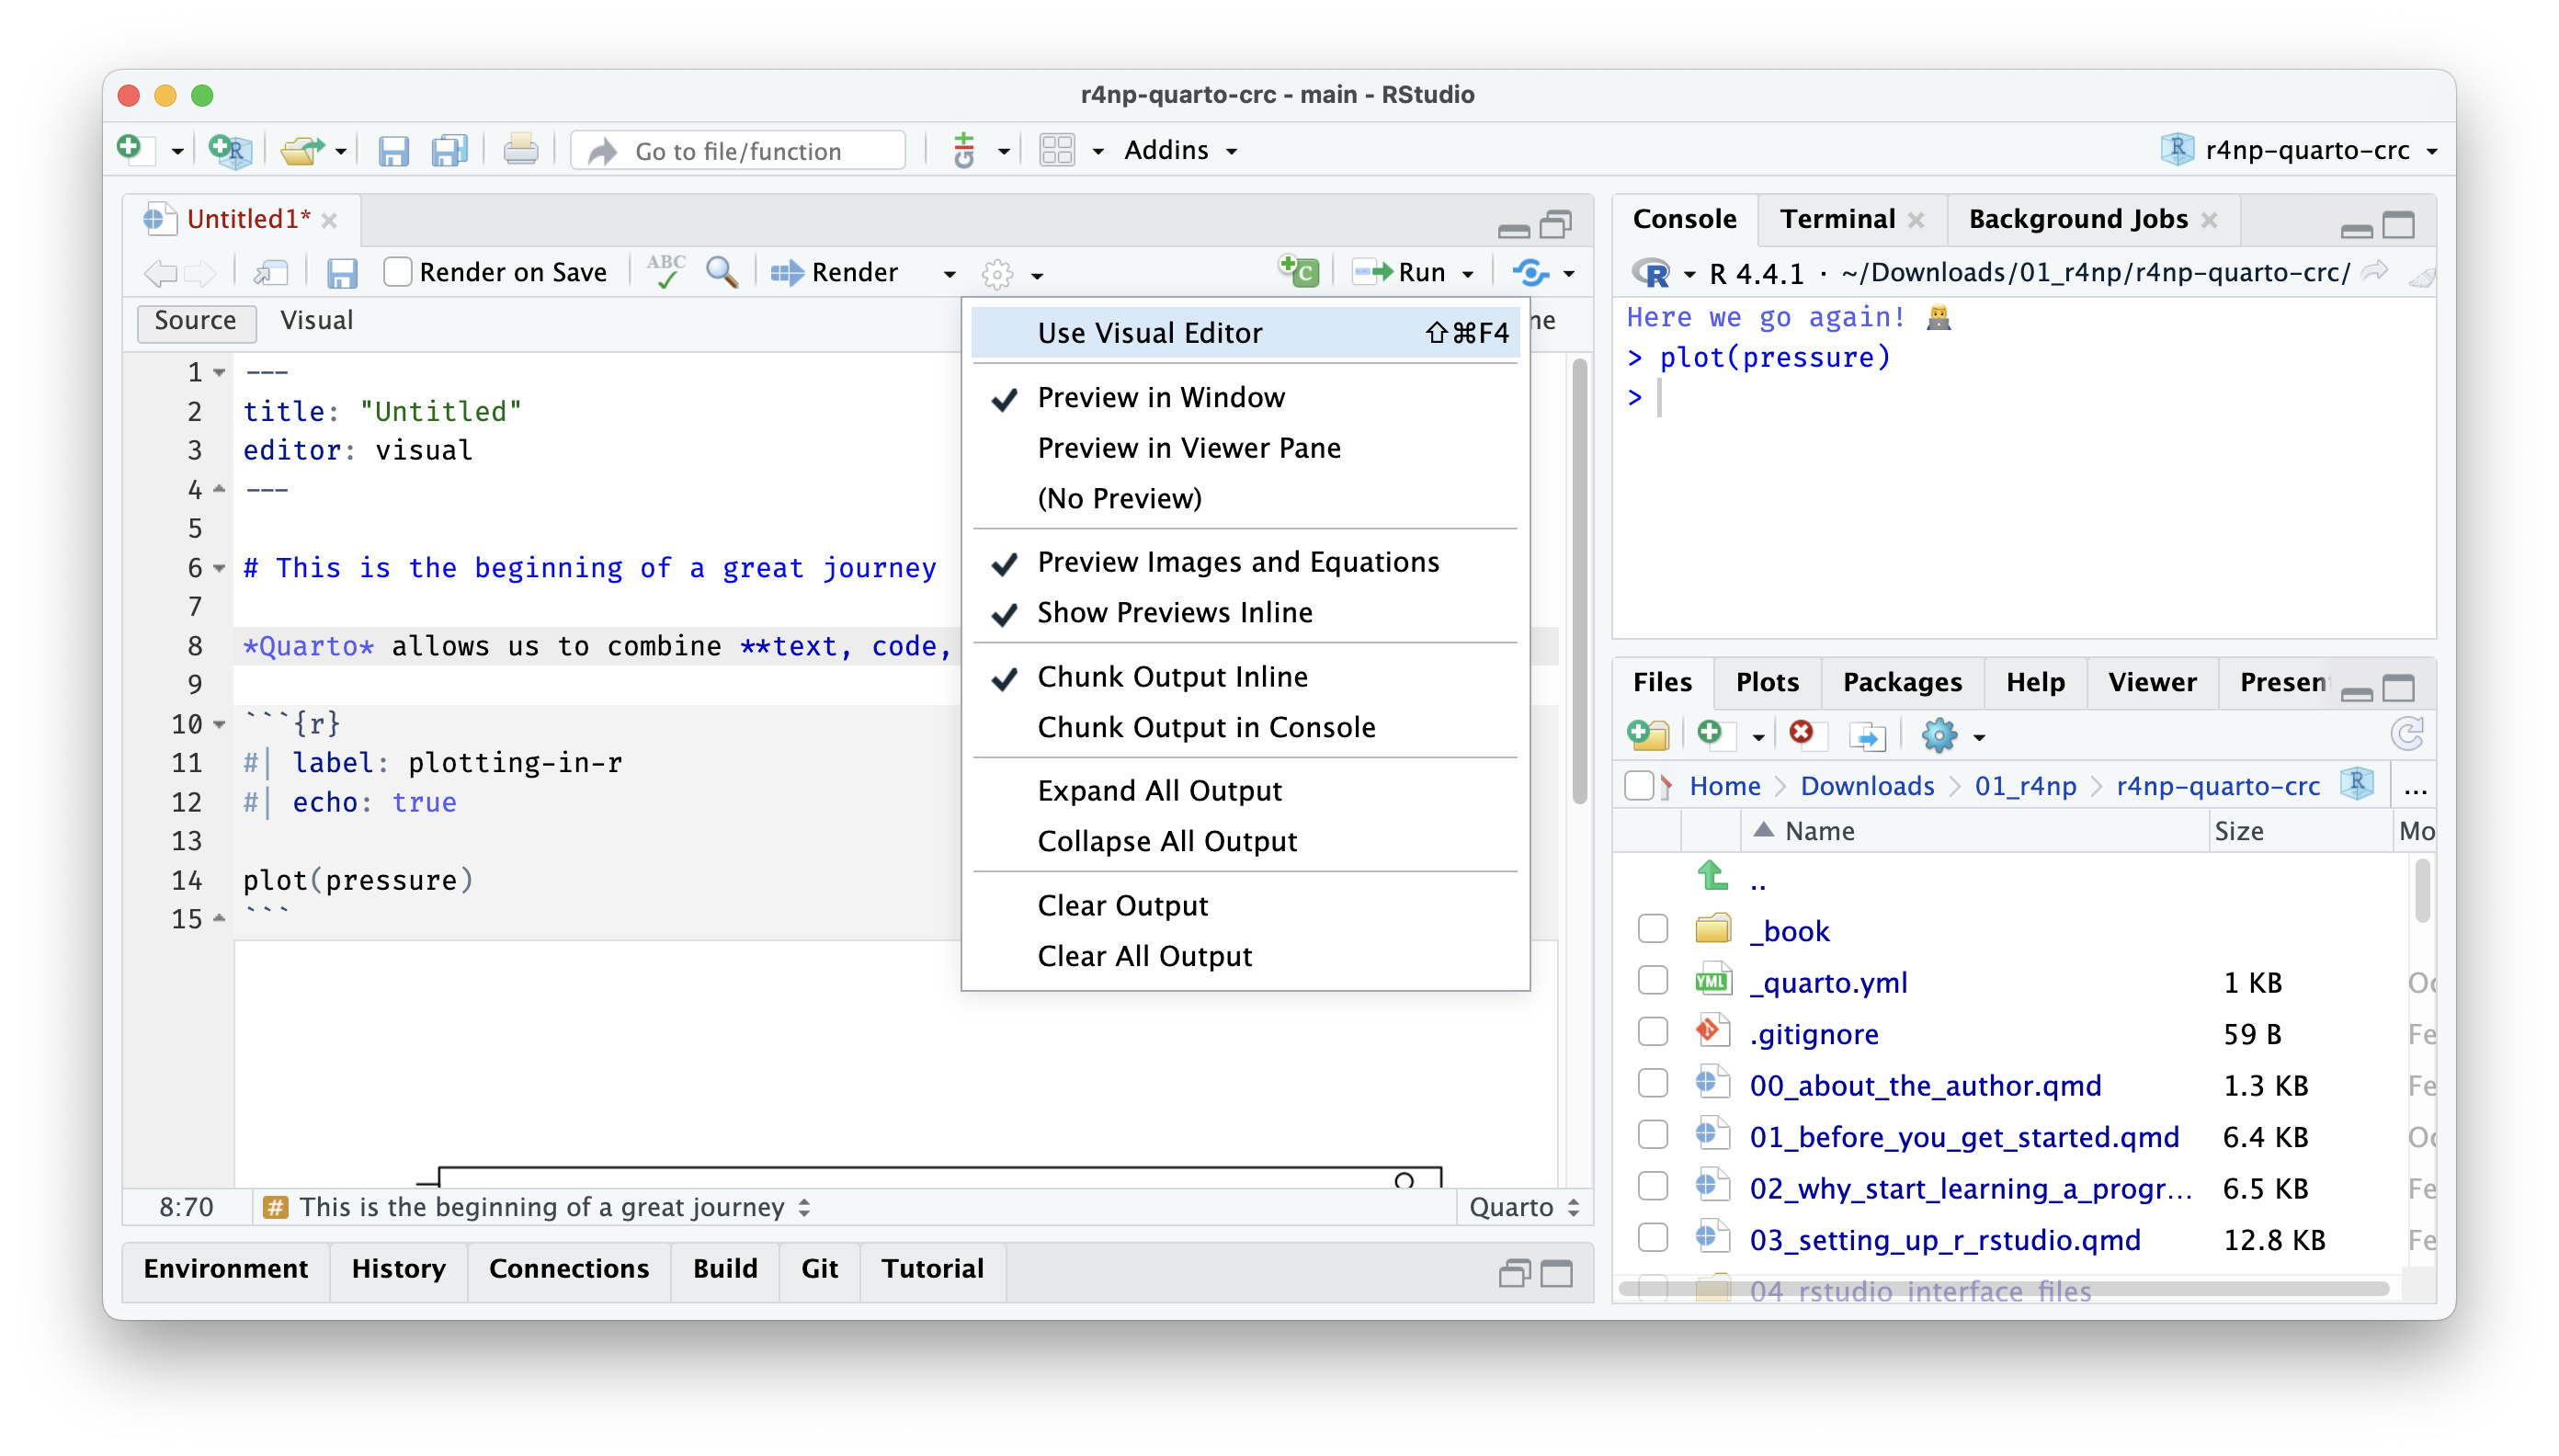 r4np-quarto-crc - main - RStudio
Go to file/function
Git
Addins
r4np-quarto-crc
Untitled1*
Render on Save
ABC
Render
Run
Source
Visual
1 ---
2 title: "Untitled"
3 editor: visual
4 ---
5
6 # This is the beginning of a great journey
7
8 *Quarto* allows us to combine **text, code,
9
10 ```{r}
11 #| label: plotting-in-r
12 #| echo: true
13
14 plot(pressure)
15 ```
8:70
# This is the beginning of a great journey
Quarto
Use Visual Editor ⇧⌘F4
Preview in Window
Preview in Viewer Pane
(No Preview)
Preview Images and Equations
Show Previews Inline
Chunk Output Inline
Chunk Output in Console
Expand All Output
Collapse All Output
Clear Output
Clear All Output
Environment History Connections Build Git Tutorial
Console Terminal Background Jobs
R R 4.4.1 · ~/Downloads/01_r4np/r4np-quarto-crc/
Here we go again! 👨‍💻
> plot(pressure)
>
Files Plots Packages Help Viewer Presen
Home Downloads 01_r4np r4np-quarto-crc ...
Name Size Mo
..
_book
YML _quarto.yml 1 KB Oc
.gitignore 59 B Fe
00_about_the_author.qmd 1.3 KB Fe
01_before_you_get_started.qmd 6.4 KB Oc
02_why_start_learning_a_progr... 6.5 KB Fe
03_setting_up_r_rstudio.qmd 12.8 KB Fe
04_rstudio_interface_files